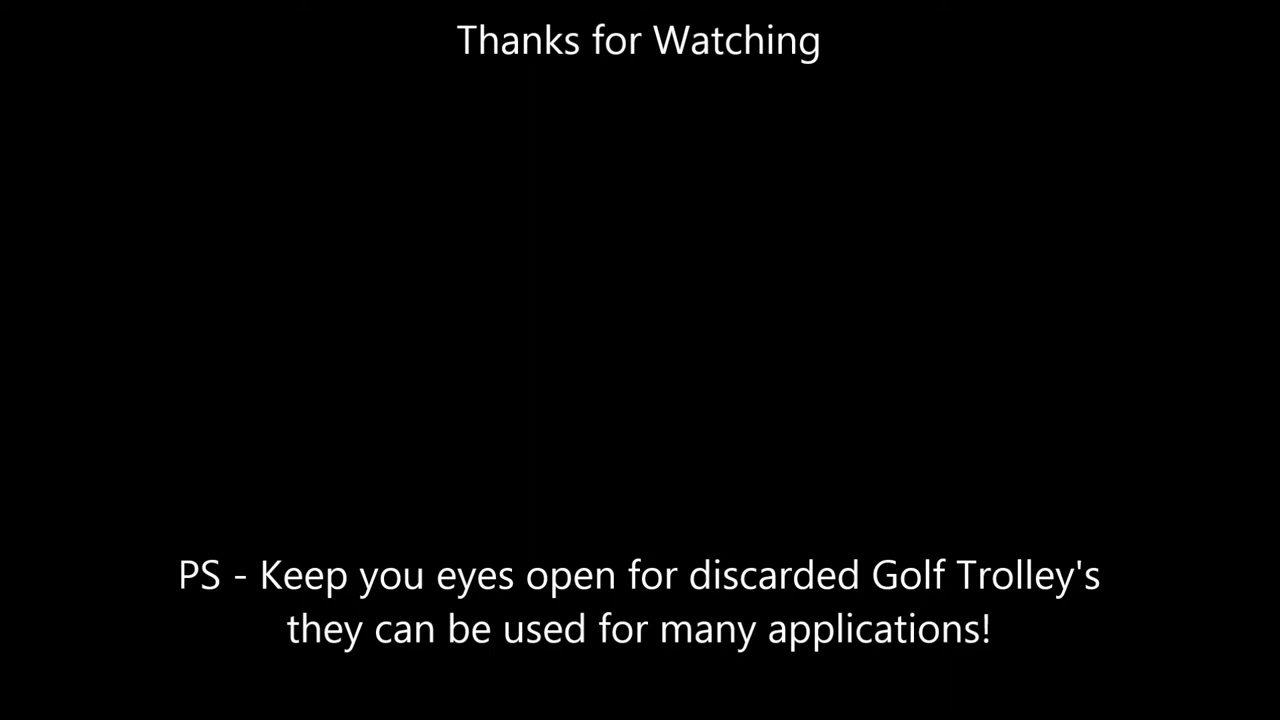 Thanks for Watching
PS - Keep you eyes open for discarded Golf Trolley's
they can be used for many applications!